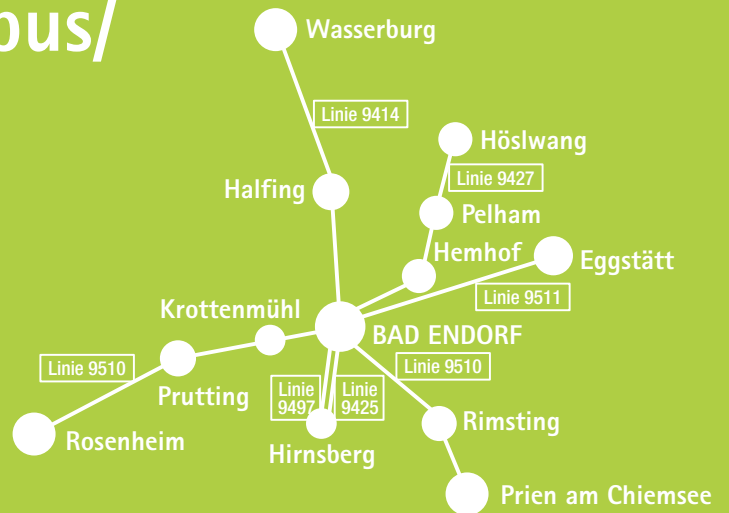 bus/
Wasserburg
Linie 9414
Höslwang
Linie 9427
Halfing
Pelham
Hemhof
Eggstätt
Linie 9511
Krottenmühl
BAD ENDORF
Linie 9510
Linie 9510
Prutting
Linie
9497
Linie
9425
Rimsting
Rosenheim
Hirnsberg
Prien am Chiemsee